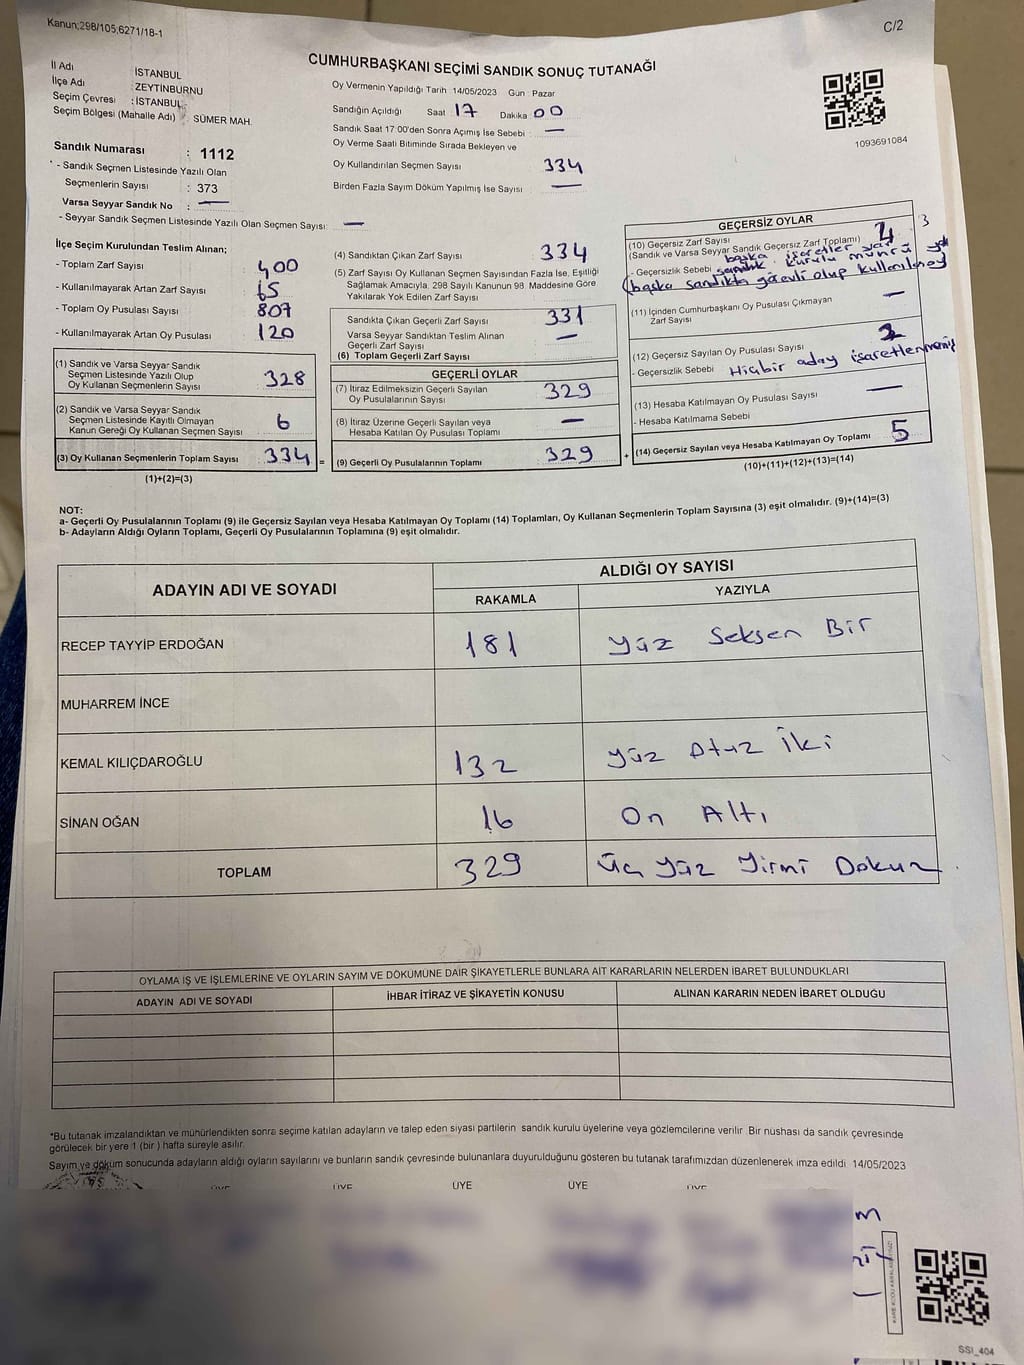 Kanun;298/105,6271/18-1
C/2
CUMHURBAŞKANI SEÇİMİ SANDIK SONUÇ TUTANAĞI
İl Adı İSTANBUL
İlçe Adı : ZEYTİNBURNU
Seçim Çevresi : İSTANBUL
Seçim Bölgesi (Mahalle Adı) SÜMER MAH.
Oy Vermenin Yapıldığı Tarih 14/05/2023 Gün : Pazar
Sandığın Açıldığı Saat 17 Dakika 00
Sandık Saat 17 00'den Sonra Açımış İse Sebebi : —
Oy Verme Saati Bitiminde Sırada Bekleyen ve
Oy Kullandırılan Seçmen Sayısı 334
Birden Fazla Sayım Döküm Yapılmış İse Sayısı —
1093691084
Sandık Numarası : 1112
- Sandık Seçmen Listesinde Yazılı Olan
Seçmenlerin Sayısı : 373
Varsa Seyyar Sandık No : —
- Seyyar Sandık Seçmen Listesinde Yazılı Olan Seçmen Sayısı: —
İlçe Seçim Kurulundan Teslim Alınan;
- Toplam Zarf Sayısı 400
- Kullanılmayarak Artan Zarf Sayısı 65
- Toplam Oy Pusulası Sayısı 807
- Kullanılmayarak Artan Oy Pusulası 120
(1) Sandık ve Varsa Seyyar Sandık
Seçmen Listesinde Yazılı Olup
Oy Kullanan Seçmenlerin Sayısı 328
(2) Sandık ve Varsa Seyyar Sandık
Seçmen Listesinde Kayıtlı Olmayan
Kanun Gereği Oy Kullanan Seçmen Sayısı 6
(3) Oy Kullanan Seçmenlerin Toplam Sayısı 334 =
(1)+(2)=(3)
(4) Sandıktan Çıkan Zarf Sayısı 334
(5) Zarf Sayısı Oy Kullanan Seçmen Sayısından Fazla İse, Eşitliği
Sağlamak Amacıyla, 298 Sayılı Kanunun 98 Maddesine Göre
Yakılarak Yok Edilen Zarf Sayısı
Sandıkta Çıkan Geçerli Zarf Sayısı 331
Varsa Seyyar Sandıktan Teslim Alınan
Geçerli Zarf Sayısı —
(6) Toplam Geçerli Zarf Sayısı
GEÇERLİ OYLAR
(7) İtiraz Edilmeksizin Geçerli Sayılan
Oy Pusulalarının Sayısı 329
(8) İtiraz Üzerine Geçerli Sayılan veya
Hesaba Katılan Oy Pusulası Toplamı —
(9) Geçerli Oy Pusulalarının Toplamı 329 +
GEÇERSİZ OYLAR
(10) Geçersiz Zarf Sayısı 3
(Sandık ve Varsa Seyyar Sandık Geçersiz Zarf Toplamı)
- Geçersizlik Sebebi başka işaretler var
sandık kurulu mührü yok
(başka sandıkta görevli olup kullanılmay
(11) İçinden Cumhurbaşkanı Oy Pusulası Çıkmayan
Zarf Sayısı —
(12) Geçersiz Sayılan Oy Pusulası Sayısı 2
- Geçersizlik Sebebi Hiçbir aday işaretlenmemiş
(13) Hesaba Katılmayan Oy Pusulası Sayısı —
- Hesaba Katılmama Sebebi
(14) Geçersiz Sayılan veya Hesaba Katılmayan Oy Toplamı 5
(10)+(11)+(12)+(13)=(14)
NOT:
a- Geçerli Oy Pusulalarının Toplamı (9) ile Geçersiz Sayılan veya Hesaba Katılmayan Oy Toplamı (14) Toplamları, Oy Kullanan Seçmenlerin Toplam Sayısına (3) eşit olmalıdır. (9)+(14)=(3)
b- Adayların Aldığı Oyların Toplamı, Geçerli Oy Pusulalarının Toplamına (9) eşit olmalıdır.
ADAYIN ADI VE SOYADI ALDIĞI OY SAYISI
RAKAMLA YAZIYLA
RECEP TAYYİP ERDOĞAN 181 Yüz Seksen Bir
MUHARREM İNCE
KEMAL KILIÇDAROĞLU 132 Yüz Otuz İki
SİNAN OĞAN 16 On Altı
TOPLAM 329 Üç Yüz Yirmi Dokuz
OYLAMA İŞ VE İŞLEMLERİNE VE OYLARIN SAYIM VE DÖKÜMÜNE DAİR ŞİKAYETLERLE BUNLARA AİT KARARLARIN NELERDEN İBARET BULUNDUKLARI
ADAYIN ADI VE SOYADI İHBAR İTİRAZ VE ŞİKAYETİN KONUSU ALINAN KARARIN NEDEN İBARET OLDUĞU
*Bu tutanak imzalandıktan ve mühürlendikten sonra seçime katılan adayların ve talep eden siyasi partilerin sandık kurulu üyelerine veya gözlemcilerine verilir Bir nüshası da sandık çevresinde
görülecek bir yere 1 (bir ) hafta süreyle asılır.
Sayım ve döküm sonucunda adayların aldığı oyların sayılarını ve bunların sandık çevresinde bulunanlara duyurulduğunu gösteren bu tutanak tarafımızdan düzenlenerek imza edildi 14/05/2023
ÜYE ÜYE ÜYE ÜYE ÜYE
SSI_404